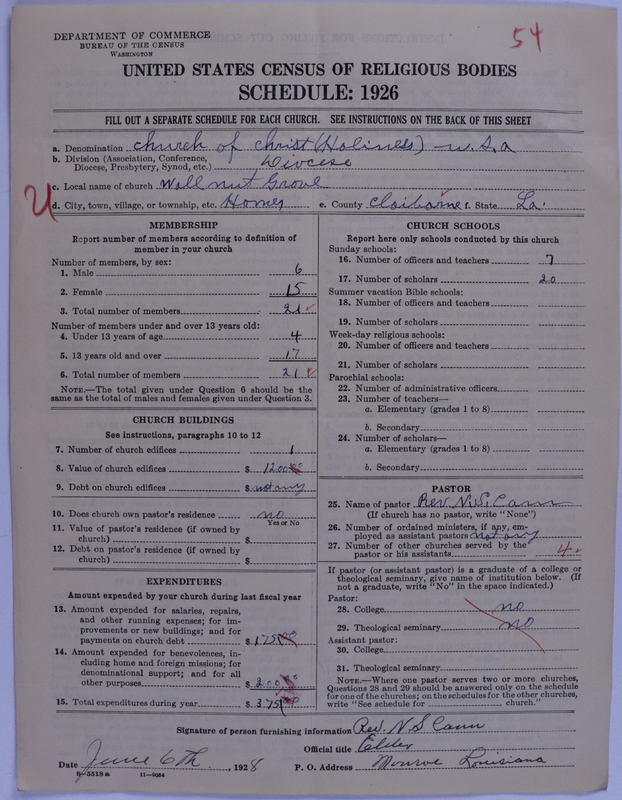 DEPARTMENT OF COMMERCE
BUREAU OF THE CENSUS
WASHINGTON
54
UNITED STATES CENSUS OF RELIGIOUS BODIES
SCHEDULE: 1926
FILL OUT A SEPARATE SCHEDULE FOR EACH CHURCH. SEE INSTRUCTIONS ON THE BACK OF THIS SHEET
a. Denomination church of christ (Holiness) - u. S. a
b. Division (Association, Conference,
Diocese, Presbytery, Synod, etc.) Diocese
c. Local name of church Wall nut Grove
d. City, town, village, or township, etc. Homer e. County Claiborne f. State La.
MEMBERSHIP
Report number of members according to definition of
member in your church
Number of members, by sex:
1. Male 6
2. Female 15
3. Total number of members 21
Number of members under and over 13 years old:
4. Under 13 years of age 4
5. 13 years old and over 17
6. Total number of members 21
NOTE.—The total given under Question 6 should be
the same as the total of males and females given under Question 3.
CHURCH BUILDINGS
See instructions, paragraphs 10 to 12
7. Number of church edifices 1
8. Value of church edifices $ 1200.00
9. Debt on church edifices $ not any
10. Does church own pastor's residence no
Yes or No
11. Value of pastor's residence (if owned by
church) $
12. Debt on pastor's residence (if owned by
church) $
EXPENDITURES
Amount expended by your church during last fiscal year
13. Amount expended for salaries, repairs,
and other running expenses; for im-
provements or new buildings; and for
payments on church debt $ 175.00
14. Amount expended for benevolences, in-
cluding home and foreign missions; for
denominational support; and for all
other purposes $ 200.00
15. Total expenditures during year $ 375.00
CHURCH SCHOOLS
Report here only schools conducted by this church
Sunday schools:
16. Number of officers and teachers 7
17. Number of scholars 20
Summer vacation Bible schools:
18. Number of officers and teachers
19. Number of scholars
Week-day religious schools:
20. Number of officers and teachers
21. Number of scholars
Parochial schools:
22. Number of administrative officers
23. Number of teachers—
a. Elementary (grades 1 to 8)
b. Secondary
24. Number of scholars—
a. Elementary (grades 1 to 8)
b. Secondary
PASTOR
25. Name of pastor Rev. N. S. Cann
(If church has no pastor, write "None")
26. Number of ordained ministers, if any, em-
ployed as assistant pastors not any
27. Number of other churches served by the
pastor or his assistants 4
If pastor (or assistant pastor) is a graduate of a college or
theological seminary, give name of institution below. (If
not a graduate, write "No" in the space indicated.)
Pastor:
28. College no
29. Theological seminary no
Assistant pastor:
30. College
31. Theological seminary
NOTE.—Where one pastor serves two or more churches,
Questions 28 and 29 should be answered only on the schedule
for one of the churches; on the schedules for the other churches,
write "See schedule for church."
Signature of person furnishing information Rev. N S Cann
Official title Elder
Date June 6th, 1928 P. O. Address Monroe Louisiana
8-5518a 11-9054